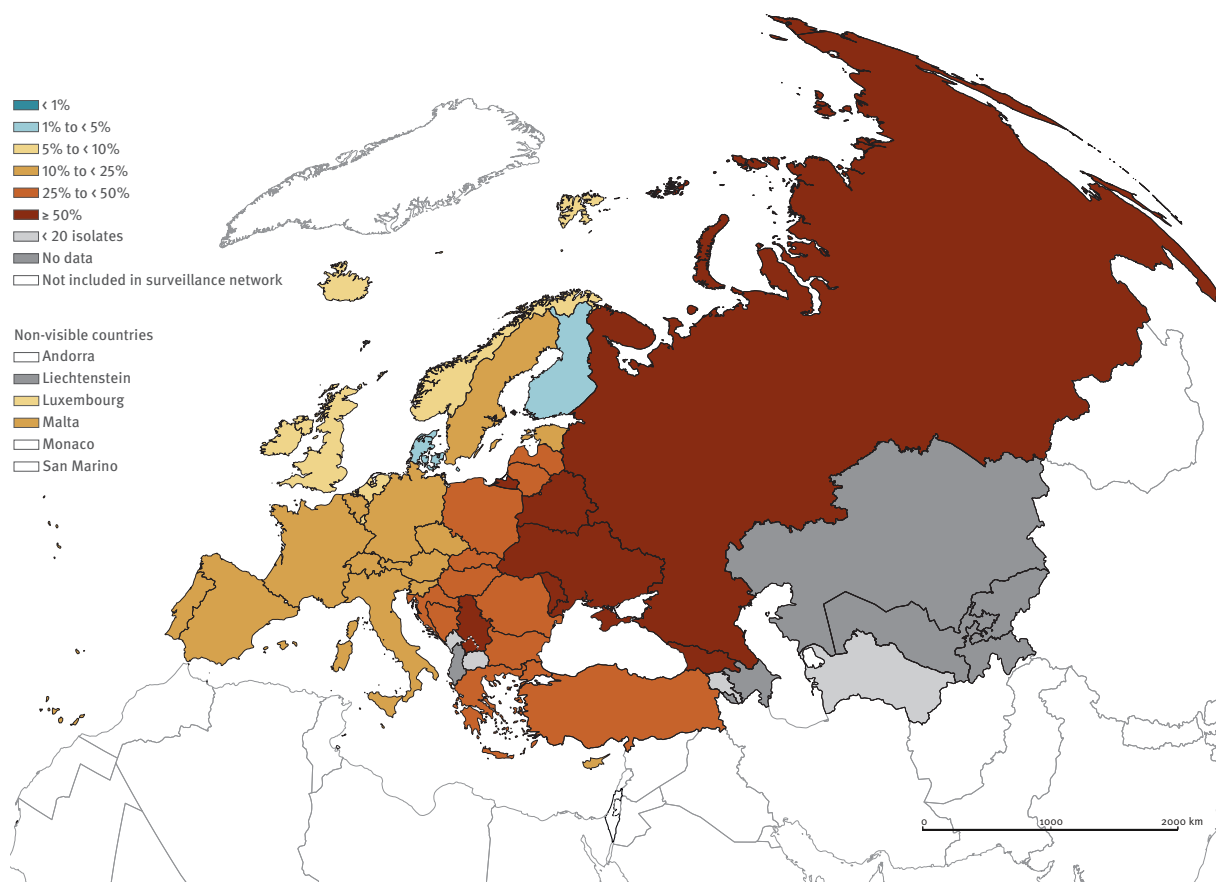 < 1%
1% to < 5%
5% to < 10%
10% to < 25%
25% to < 50%
≥ 50%
< 20 isolates
No data
Not included in surveillance network
Non-visible countries
Andorra
Liechtenstein
Luxembourg
Malta
Monaco
San Marino
0 1000 2000 km